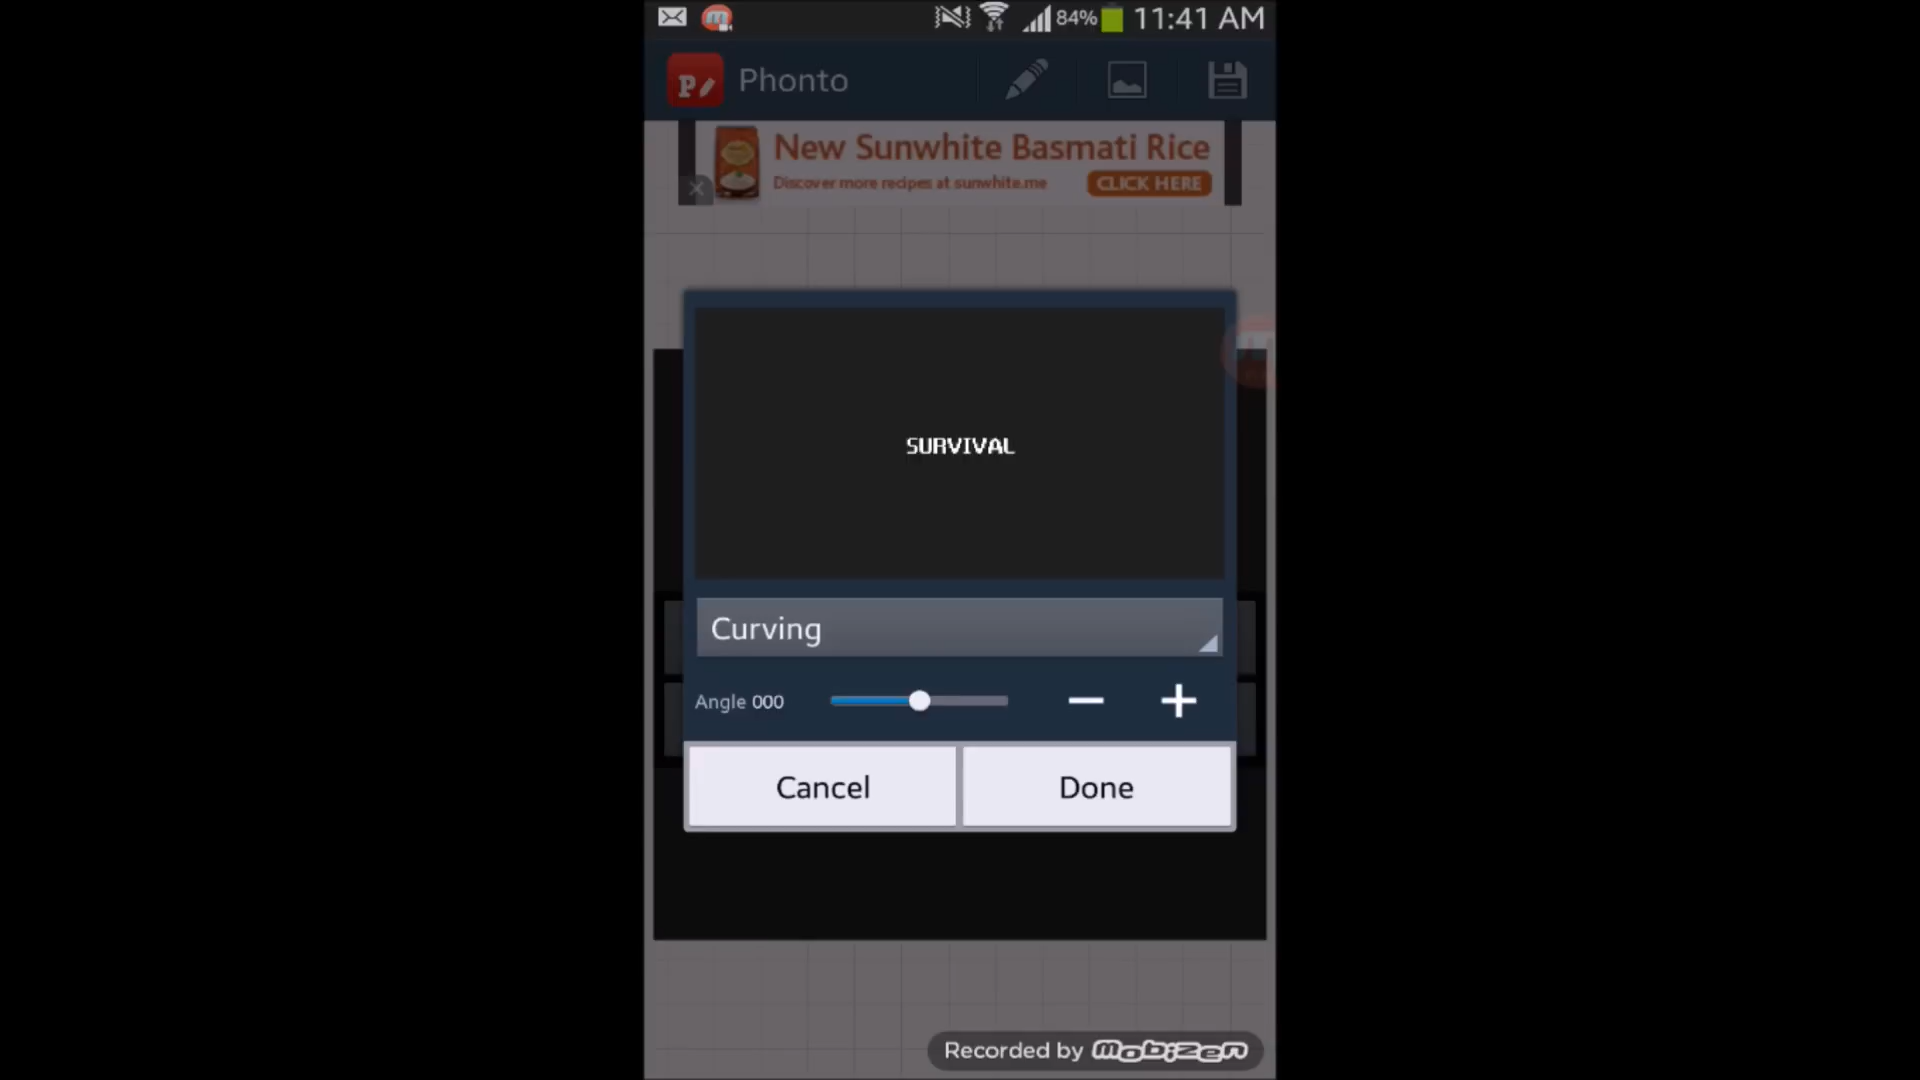 84% 11:41 AM
Phonto
New Sunwhite Basmati Rice
Discover more recipes at sunwhite.me
CLICK HERE
SURVIVAL
Curving
Angle 000
Cancel
Done
Recorded by mobizen